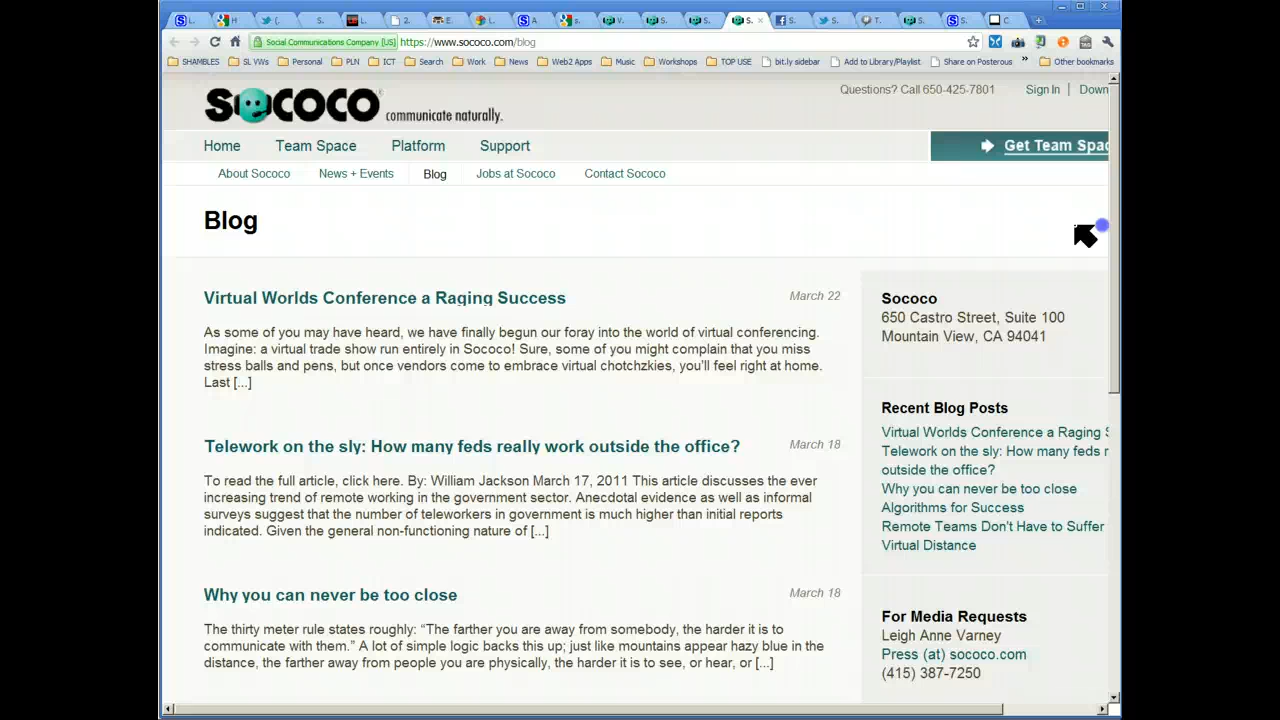 Social Communications Company [US] https://www.sococo.com/blog
SHAMBLES SL VWs Personal PLN ICT Search Work News Web2 Apps Music Workshops TOP USE bit.ly sidebar Add to Library/Playlist Share on Posterous » Other bookmarks
Questions? Call 650-425-7801 Sign In | Down
SOCOCO communicate naturally.
Home Team Space Platform Support Get Team Spac
About Sococo News + Events Blog Jobs at Sococo Contact Sococo
Blog
Virtual Worlds Conference a Raging Success March 22
As some of you may have heard, we have finally begun our foray into the world of virtual conferencing.
Imagine: a virtual trade show run entirely in Sococo! Sure, some of you might complain that you miss
stress balls and pens, but once vendors come to embrace virtual chotchzkies, you'll feel right at home.
Last [...]
Telework on the sly: How many feds really work outside the office? March 18
To read the full article, click here. By: William Jackson March 17, 2011 This article discusses the ever
increasing trend of remote working in the government sector. Anecdotal evidence as well as informal
surveys suggest that the number of teleworkers in government is much higher than initial reports
indicated. Given the general non-functioning nature of [...]
Why you can never be too close March 18
The thirty meter rule states roughly: “The farther you are away from somebody, the harder it is to
communicate with them.” A lot of simple logic backs this up; just like mountains appear hazy blue in the
distance, the farther away from people you are physically, the harder it is to see, or hear, or [...]
Sococo
650 Castro Street, Suite 100
Mountain View, CA 94041
Recent Blog Posts
Virtual Worlds Conference a Raging S
Telework on the sly: How many feds r
outside the office?
Why you can never be too close
Algorithms for Success
Remote Teams Don't Have to Suffer
Virtual Distance
For Media Requests
Leigh Anne Varney
Press (at) sococo.com
(415) 387-7250